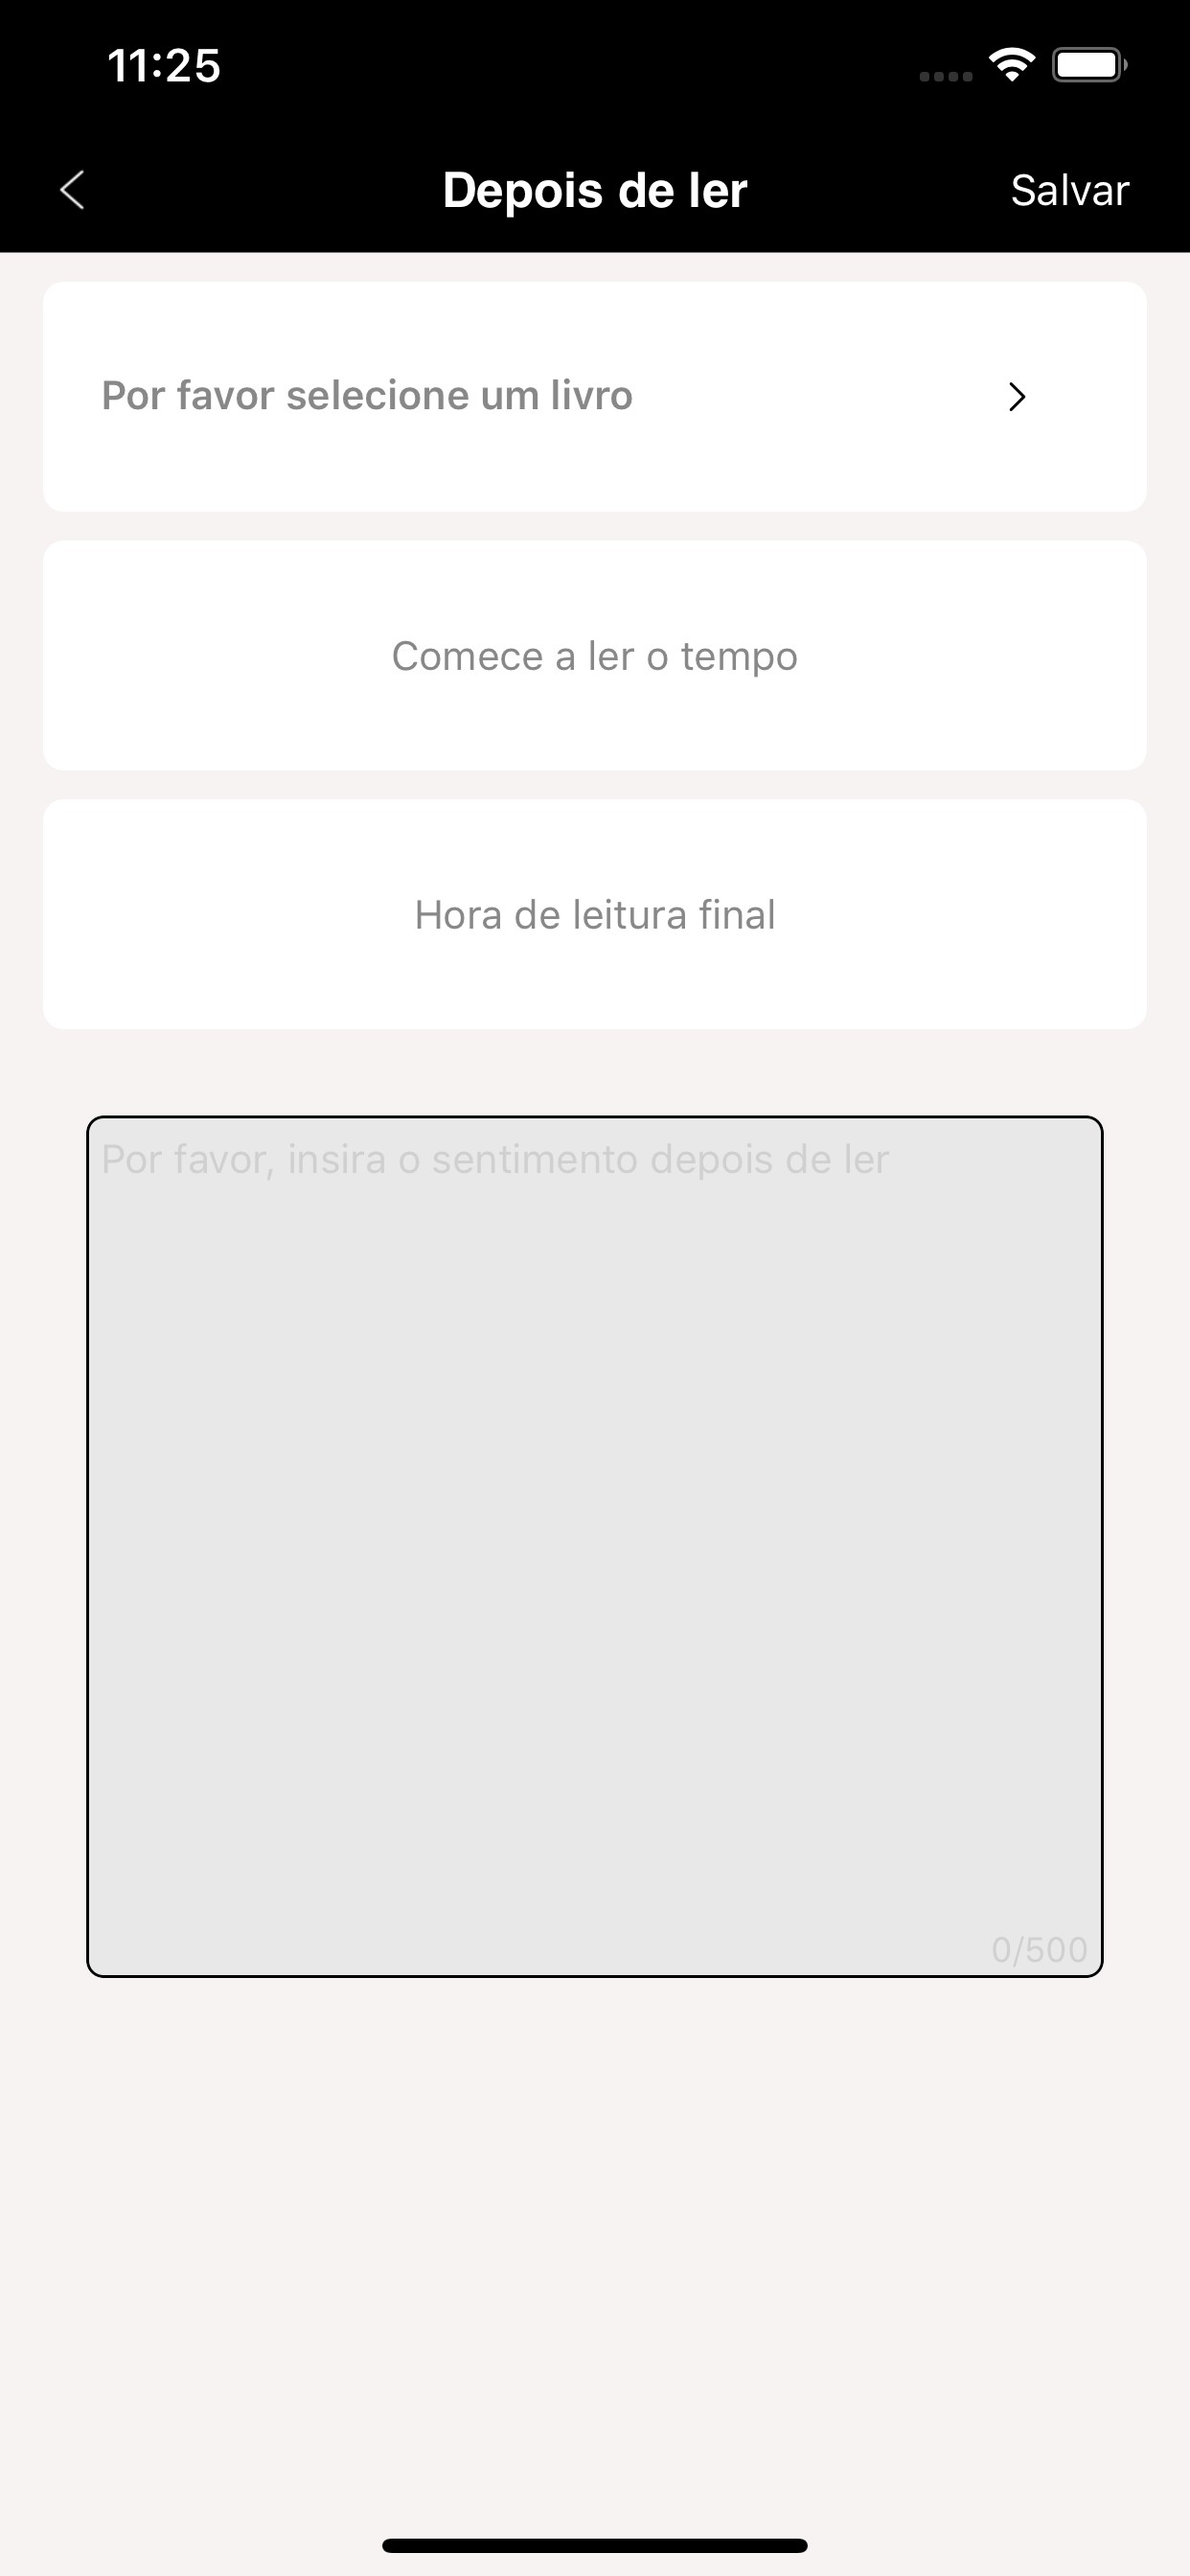 11:25
Depois de ler
Salvar
Por favor selecione um livro
Comece a ler o tempo
Hora de leitura final
Por favor, insira o sentimento depois de ler
0/500